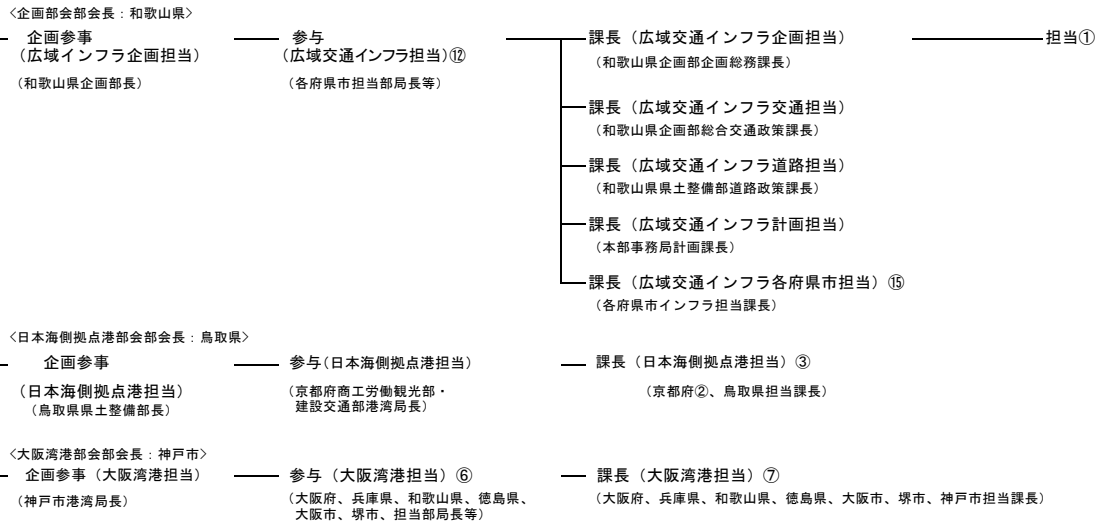 〈企画部会部会長：和歌山県〉
企画参事
（広域インフラ企画担当）
（和歌山県企画部長）
参与
（広域交通インフラ担当）⑫
（各府県市担当部局長等）
課長（広域交通インフラ企画担当）
（和歌山県企画部企画総務課長）
担当①
課長（広域交通インフラ交通担当）
（和歌山県企画部総合交通政策課長）
課長（広域交通インフラ道路担当）
（和歌山県県土整備部道路政策課長）
課長（広域交通インフラ計画担当）
（本部事務局計画課長）
課長（広域交通インフラ各府県市担当）⑮
（各府県市インフラ担当課長）
〈日本海側拠点港部会部会長：鳥取県〉
企画参事
（日本海側拠点港担当）
（鳥取県県土整備部長）
参与（日本海側拠点港担当）
（京都府商工労働観光部・
建設交通部港湾局長）
課長（日本海側拠点港担当）③
（京都府②、鳥取県担当課長）
〈大阪湾港部会部会長：神戸市〉
企画参事（大阪湾港担当）
（神戸市港湾局長）
参与（大阪湾港担当）⑥
（大阪府、兵庫県、和歌山県、徳島県、
大阪市、堺市、担当部局長等）
課長（大阪湾港担当）⑦
（大阪府、兵庫県、和歌山県、徳島県、大阪市、堺市、神戸市担当課長）